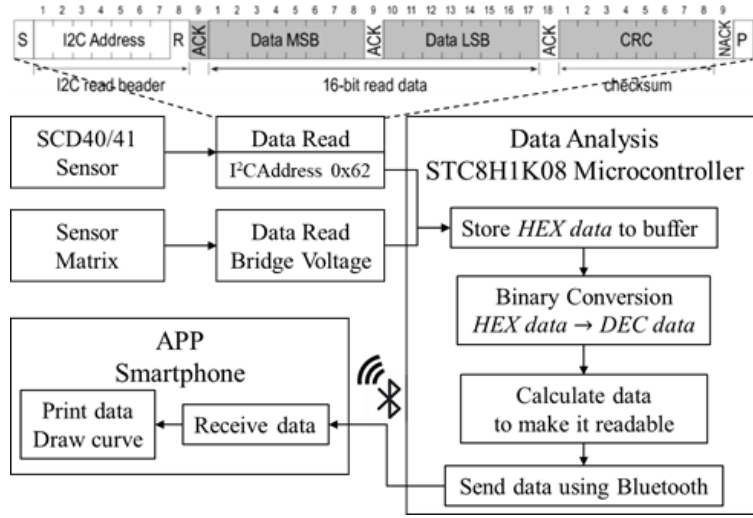 1 2 3 4 5 6 7 8 9 1 2 3 4 5 6 7 8 9 10 11 12 13 14 15 16 17 18 1 2 3 4 5 6 7 8 9
S I2C Address R ACK Data MSB ACK Data LSB ACK CRC NACK P
I2C read header 16-bit read data checksum
SCD40/41
Sensor
Data Read
I²CAddress 0x62
Sensor
Matrix
Data Read
Bridge Voltage
Data Analysis
STC8H1K08 Microcontroller
Store HEX data to buffer
Binary Conversion
HEX data → DEC data
Calculate data
to make it readable
Send data using Bluetooth
APP
Smartphone
Receive data
Print data
Draw curve